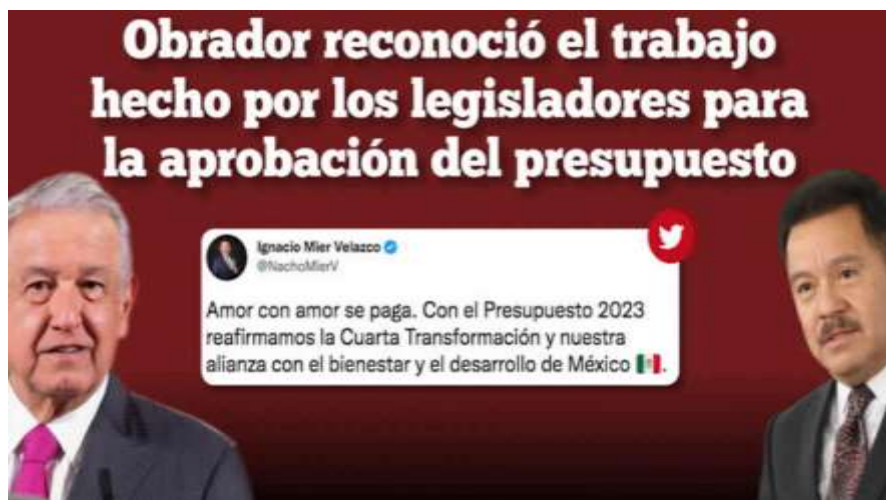 Obrador reconoció el trabajo
hecho por los legisladores para
la aprobación del presupuesto
Ignacio Mier Velazco
@NachoMierV
Amor con amor se paga. Con el Presupuesto 2023
reafirmamos la Cuarta Transformación y nuestra
alianza con el bienestar y el desarrollo de México 🇲🇽.